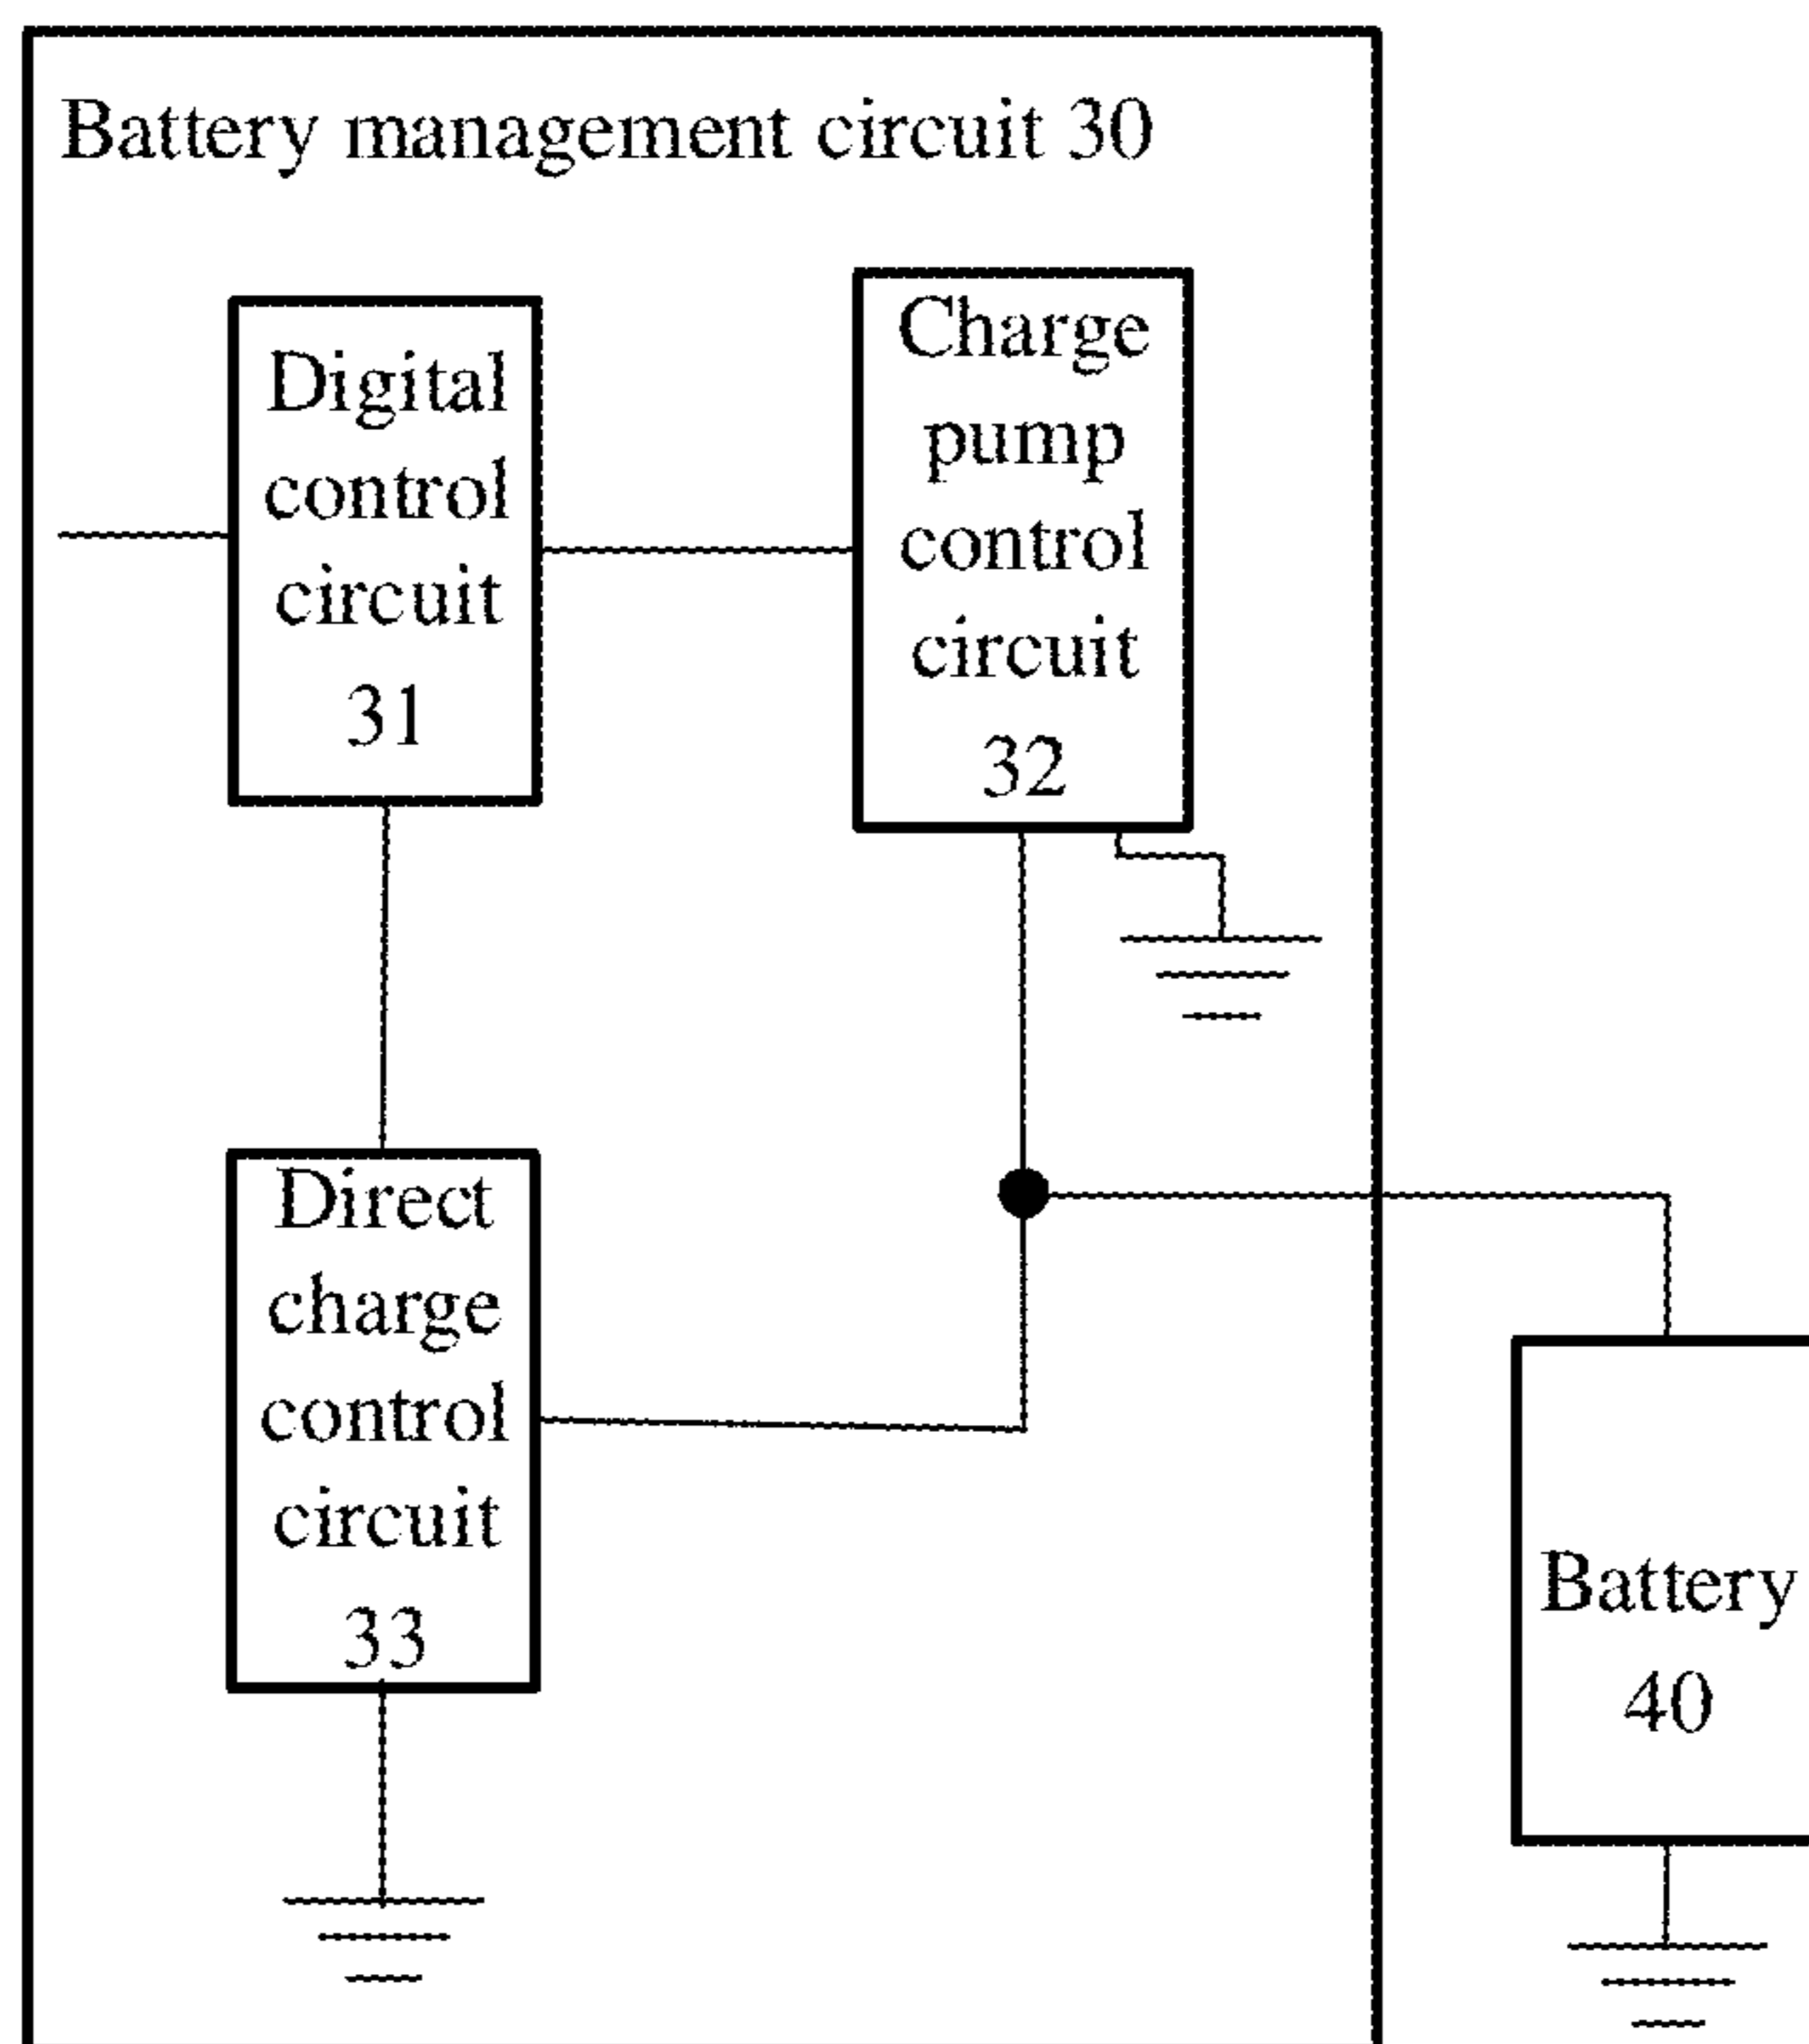 Battery management circuit 30
Digital
control
circuit
31
Charge
pump
control
circuit
32
Direct
charge
control
circuit
33
Battery
40